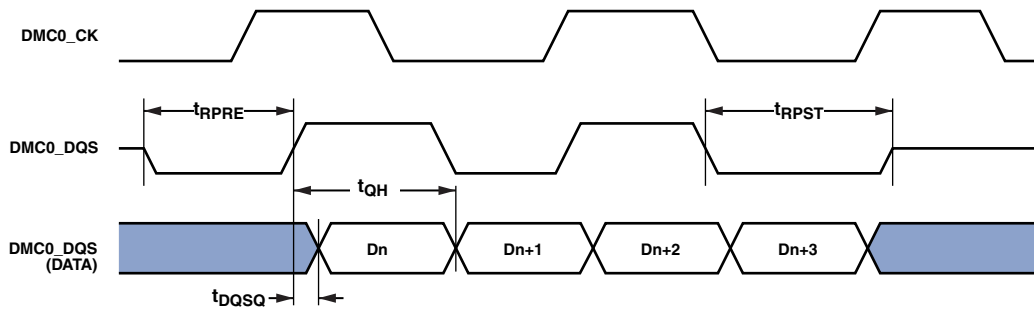 DMC0_CK
tRPRE
tRPST
DMC0_DQS
tQH
DMC0_DQS
(DATA)
Dn
Dn+1
Dn+2
Dn+3
tDQSQ